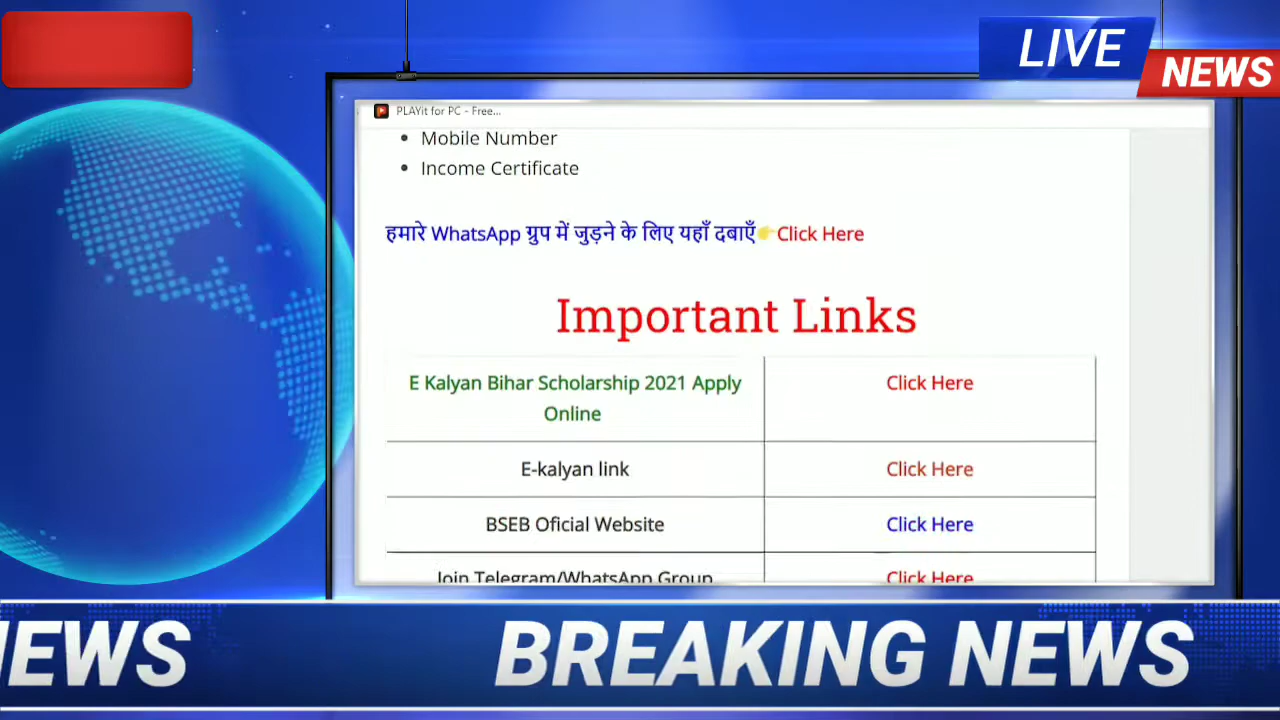 LIVE
NEWS
PLAYit for PC - Free...
Mobile Number
Income Certificate
हमारे WhatsApp ग्रुप में जुड़ने के लिए यहाँ दबाएँ👉Click Here
Important Links
E Kalyan Bihar Scholarship 2021 Apply
Online
Click Here
E-kalyan link
Click Here
BSEB Oficial Website
Click Here
Join Telegram/WhatsApp Group
Click Here
NEWS
BREAKING NEWS